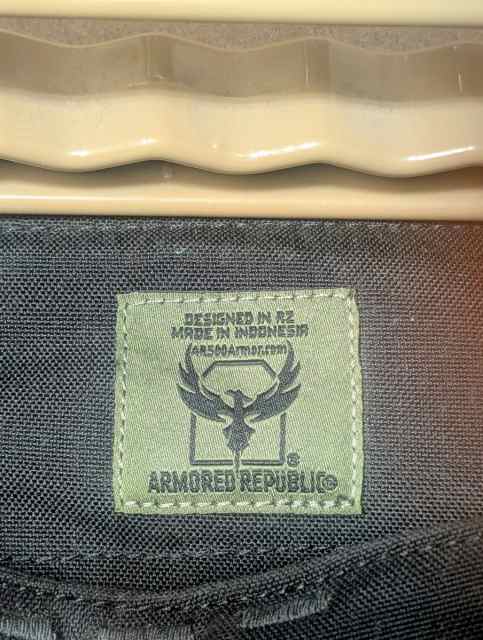 DESIGNED IN AZ
MADE IN INDONESIA
AR500Armor.com
®
ARMORED REPUBLIC®